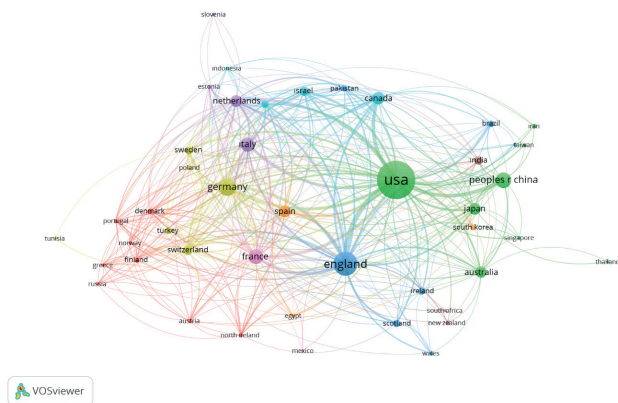 slovenia
indonesia
estonia
netherlands
israel
pakistan
canada
brazil
iran
taiwan
italy
sweden
poland
india
usa
peoples r china
germany
denmark
portugal
spain
japan
turkey
south korea
norway
tunisia
switzerland
singapore
finland
france
england
greece
thailand
australia
russia
ireland
south africa
egypt
austria
scotland
new zealand
north ireland
mexico
wales
VOSviewer